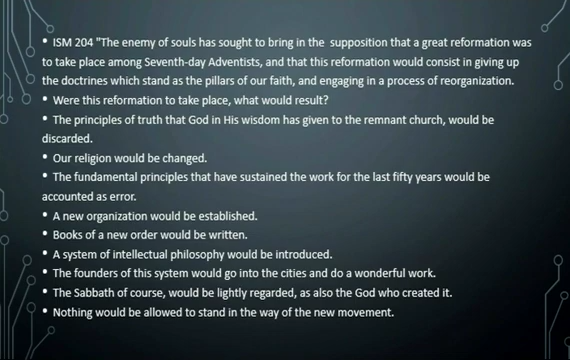 • ISM 204 "The enemy of souls has sought to bring in the supposition that a great reformation was
to take place among Seventh-day Adventists, and that this reformation would consist in giving up
the doctrines which stand as the pillars of our faith, and engaging in a process of reorganization.
• Were this reformation to take place, what would result?
• The principles of truth that God in His wisdom has given to the remnant church, would be
discarded.
• Our religion would be changed.
• The fundamental principles that have sustained the work for the last fifty years would be
accounted as error.
• A new organization would be established.
• Books of a new order would be written.
• A system of intellectual philosophy would be introduced.
• The founders of this system would go into the cities and do a wonderful work.
• The Sabbath of course, would be lightly regarded, as also the God who created it.
• Nothing would be allowed to stand in the way of the new movement.